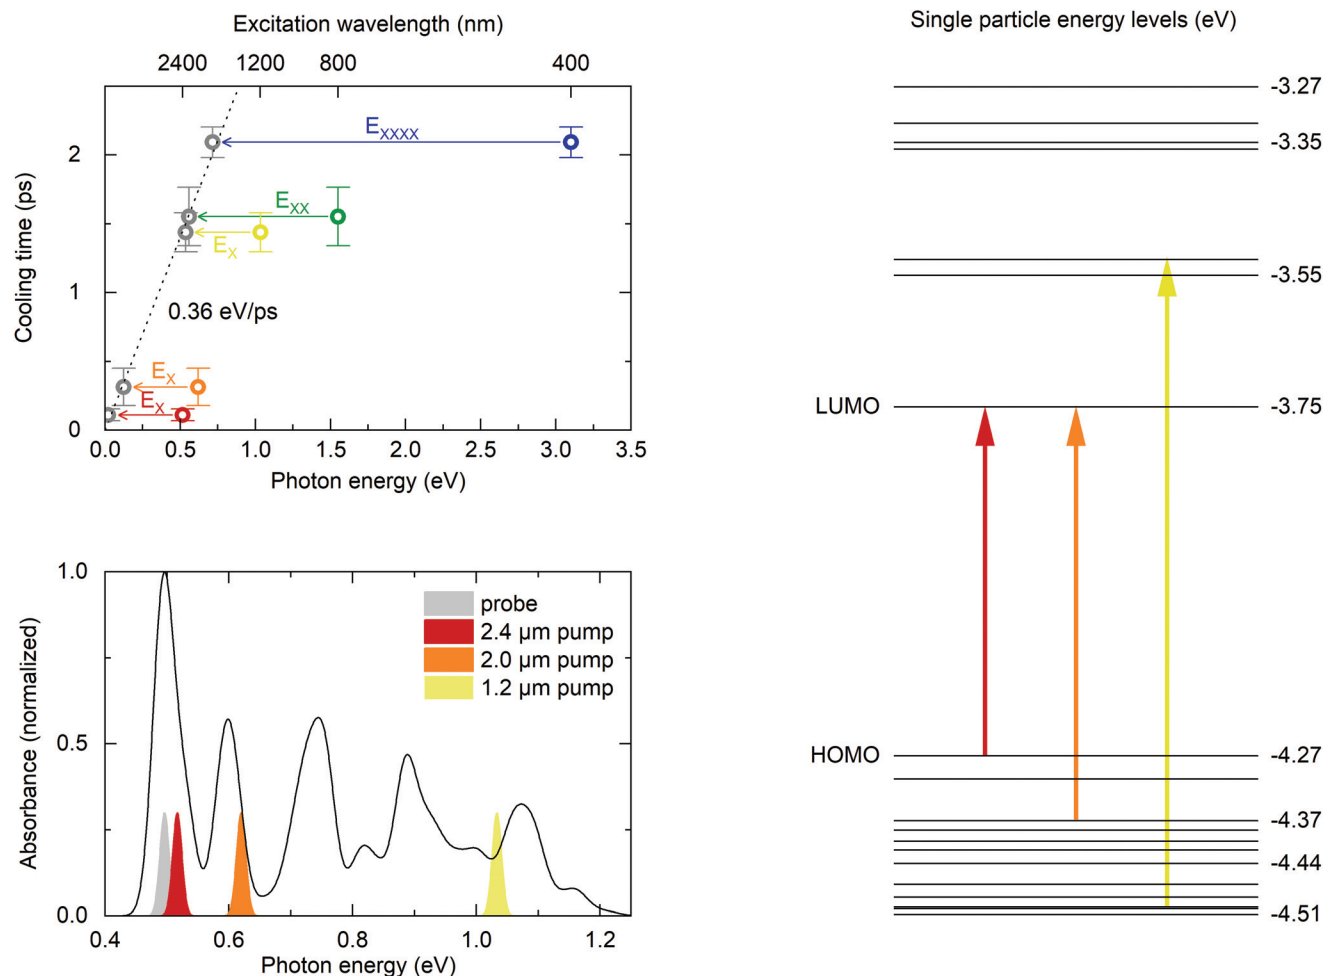 Excitation wavelength (nm)
2400 1200 800 400
Cooling time (ps)
2
1
0
E_XXXX
E_XX
E_X
0.36 eV/ps
E_X
E_X
0.0 0.5 1.0 1.5 2.0 2.5 3.0 3.5
Photon energy (eV)
Absorbance (normalized)
1.0
0.5
0.0
probe
2.4 µm pump
2.0 µm pump
1.2 µm pump
0.4 0.6 0.8 1.0 1.2
Photon energy (eV)
Single particle energy levels (eV)
-3.27
-3.35
-3.55
LUMO -3.75
HOMO -4.27
-4.37
-4.44
-4.51